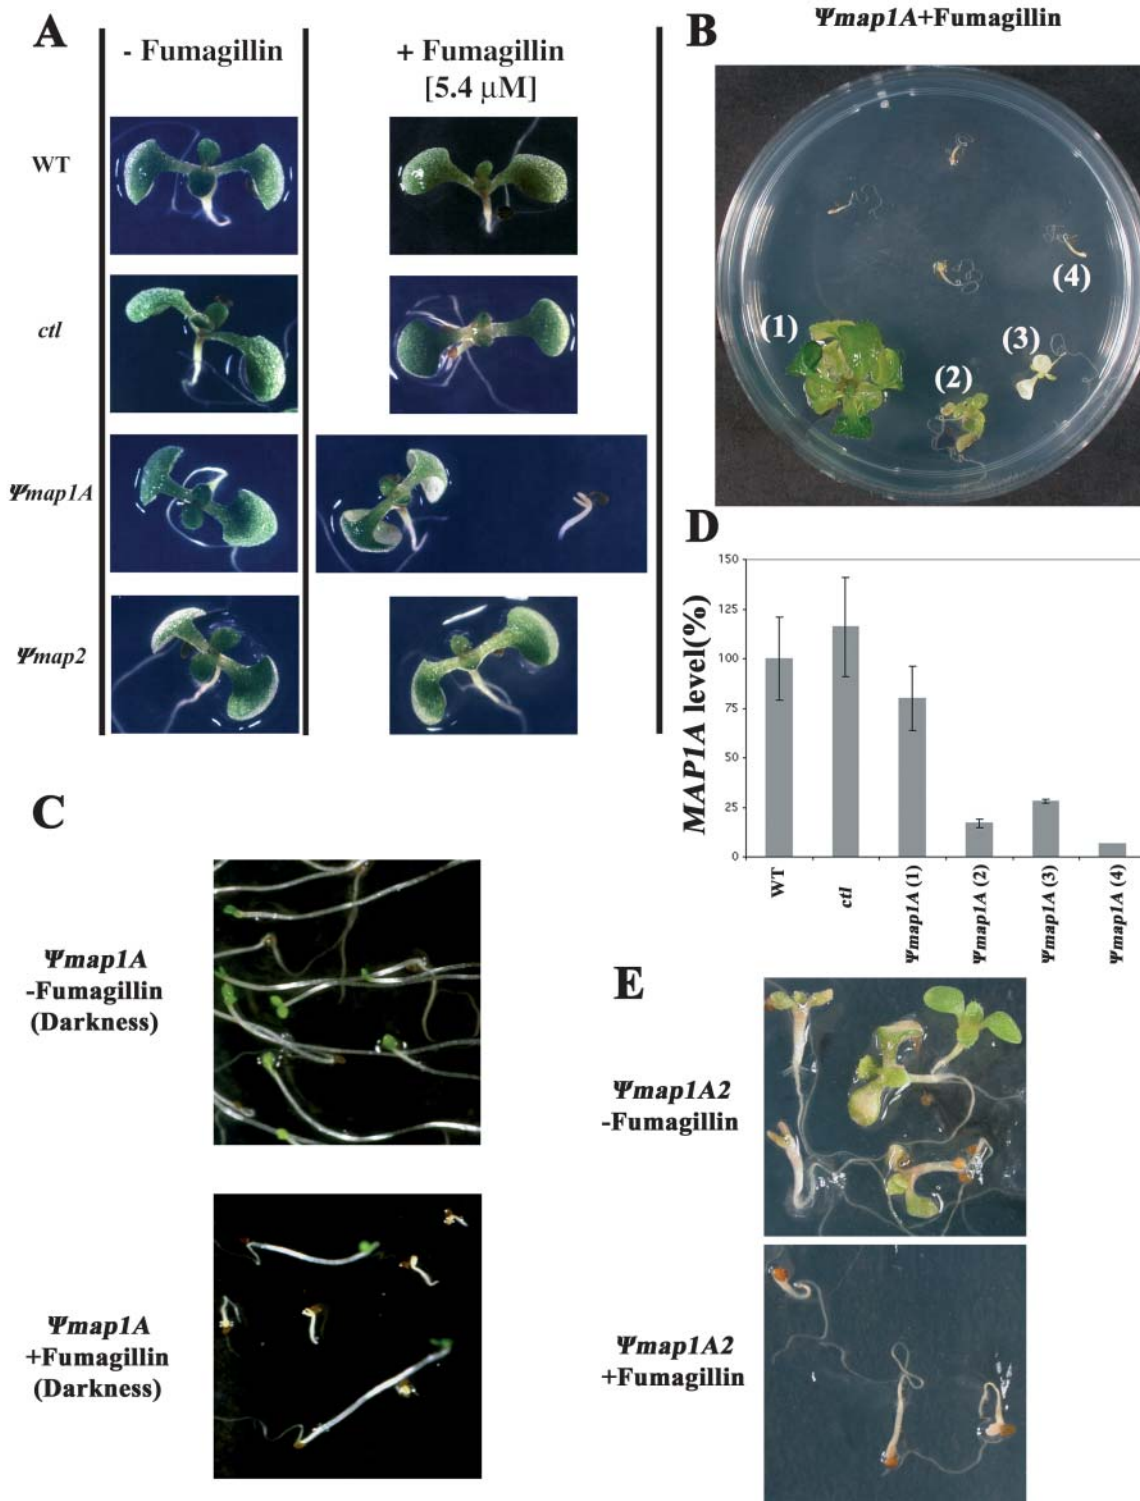 A
- Fumagillin
+ Fumagillin
[5.4 μM]
WT
ctl
Ψmap1A
Ψmap2
B
Ψmap1A+Fumagillin
(1)
(2)
(3)
(4)
C
Ψmap1A
-Fumagillin
(Darkness)
Ψmap1A
+Fumagillin
(Darkness)
D
MAP1A level(%)
150
125
100
75
50
25
0
WT
ctl
Ψmap1A (1)
Ψmap1A (2)
Ψmap1A (3)
Ψmap1A (4)
E
Ψmap1A2
-Fumagillin
Ψmap1A2
+Fumagillin